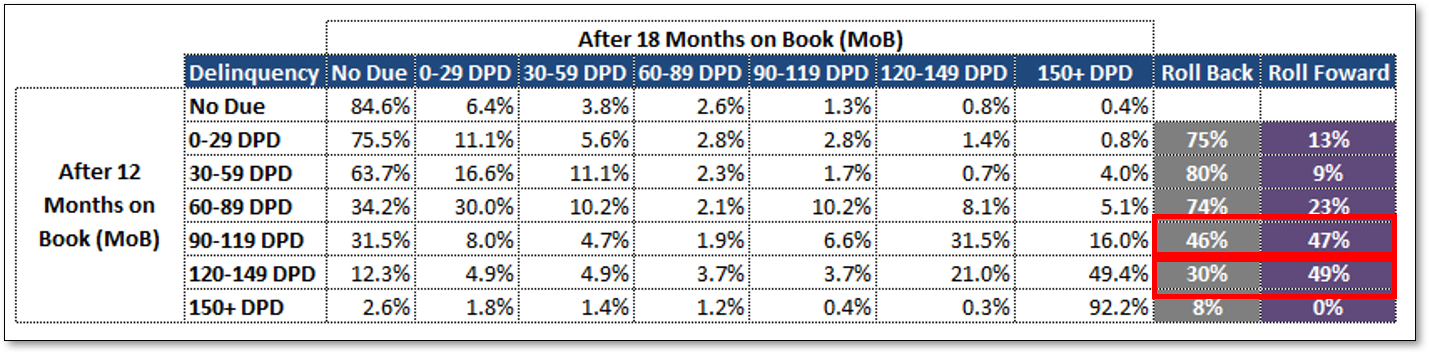 After 18 Months on Book (MoB)
Delinquency No Due 0-29 DPD 30-59 DPD 60-89 DPD 90-119 DPD 120-149 DPD 150+ DPD Roll Back Roll Foward
After 12 Months on Book (MoB)
No Due 84.6% 6.4% 3.8% 2.6% 1.3% 0.8% 0.4%
0-29 DPD 75.5% 11.1% 5.6% 2.8% 2.8% 1.4% 0.8% 75% 13%
30-59 DPD 63.7% 16.6% 11.1% 2.3% 1.7% 0.7% 4.0% 80% 9%
60-89 DPD 34.2% 30.0% 10.2% 2.1% 10.2% 8.1% 5.1% 74% 23%
90-119 DPD 31.5% 8.0% 4.7% 1.9% 6.6% 31.5% 16.0% 46% 47%
120-149 DPD 12.3% 4.9% 4.9% 3.7% 3.7% 21.0% 49.4% 30% 49%
150+ DPD 2.6% 1.8% 1.4% 1.2% 0.4% 0.3% 92.2% 8% 0%